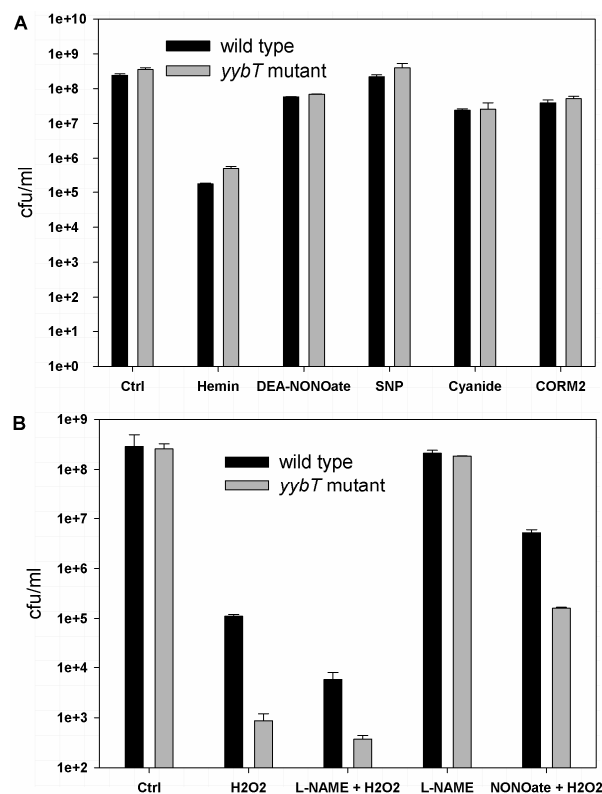 A
1e+10
1e+9
1e+8
1e+7
1e+6
1e+5
1e+4
1e+3
1e+2
1e+1
1e+0
cfu/ml
wild type
yybT mutant
Ctrl Hemin DEA-NONOate SNP Cyanide CORM2
B
1e+9
1e+8
1e+7
1e+6
1e+5
1e+4
1e+3
1e+2
cfu/ml
wild type
yybT mutant
Ctrl H2O2 L-NAME + H2O2 L-NAME NONOate + H2O2